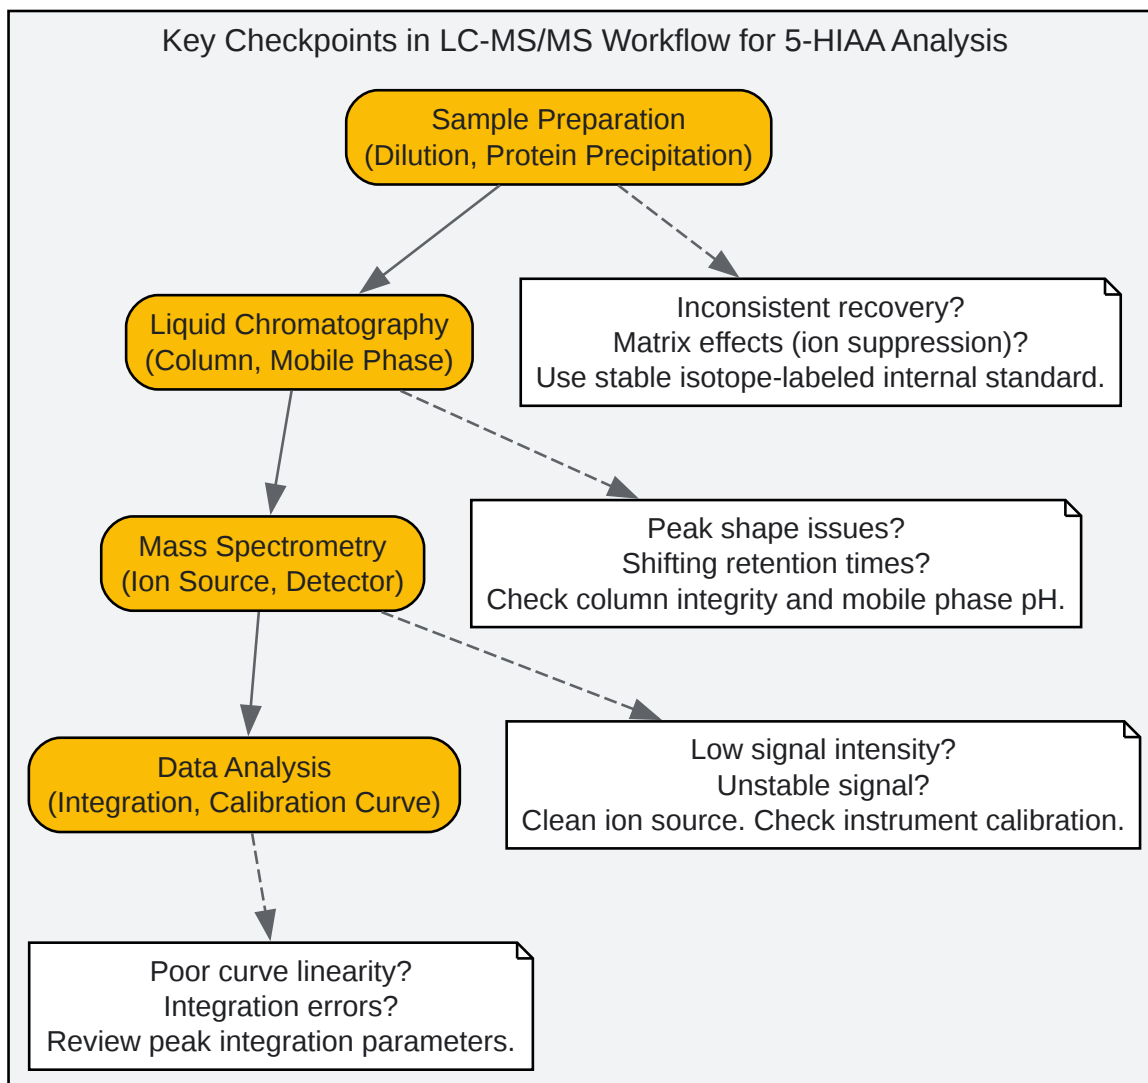 Key Checkpoints in LC-MS/MS Workflow for 5-HIAA Analysis
Sample Preparation
(Dilution, Protein Precipitation)
Inconsistent recovery?
Matrix effects (ion suppression)?
Use stable isotope-labeled internal standard.
Liquid Chromatography
(Column, Mobile Phase)
Peak shape issues?
Shifting retention times?
Check column integrity and mobile phase pH.
Mass Spectrometry
(Ion Source, Detector)
Low signal intensity?
Unstable signal?
Clean ion source. Check instrument calibration.
Data Analysis
(Integration, Calibration Curve)
Poor curve linearity?
Integration errors?
Review peak integration parameters.